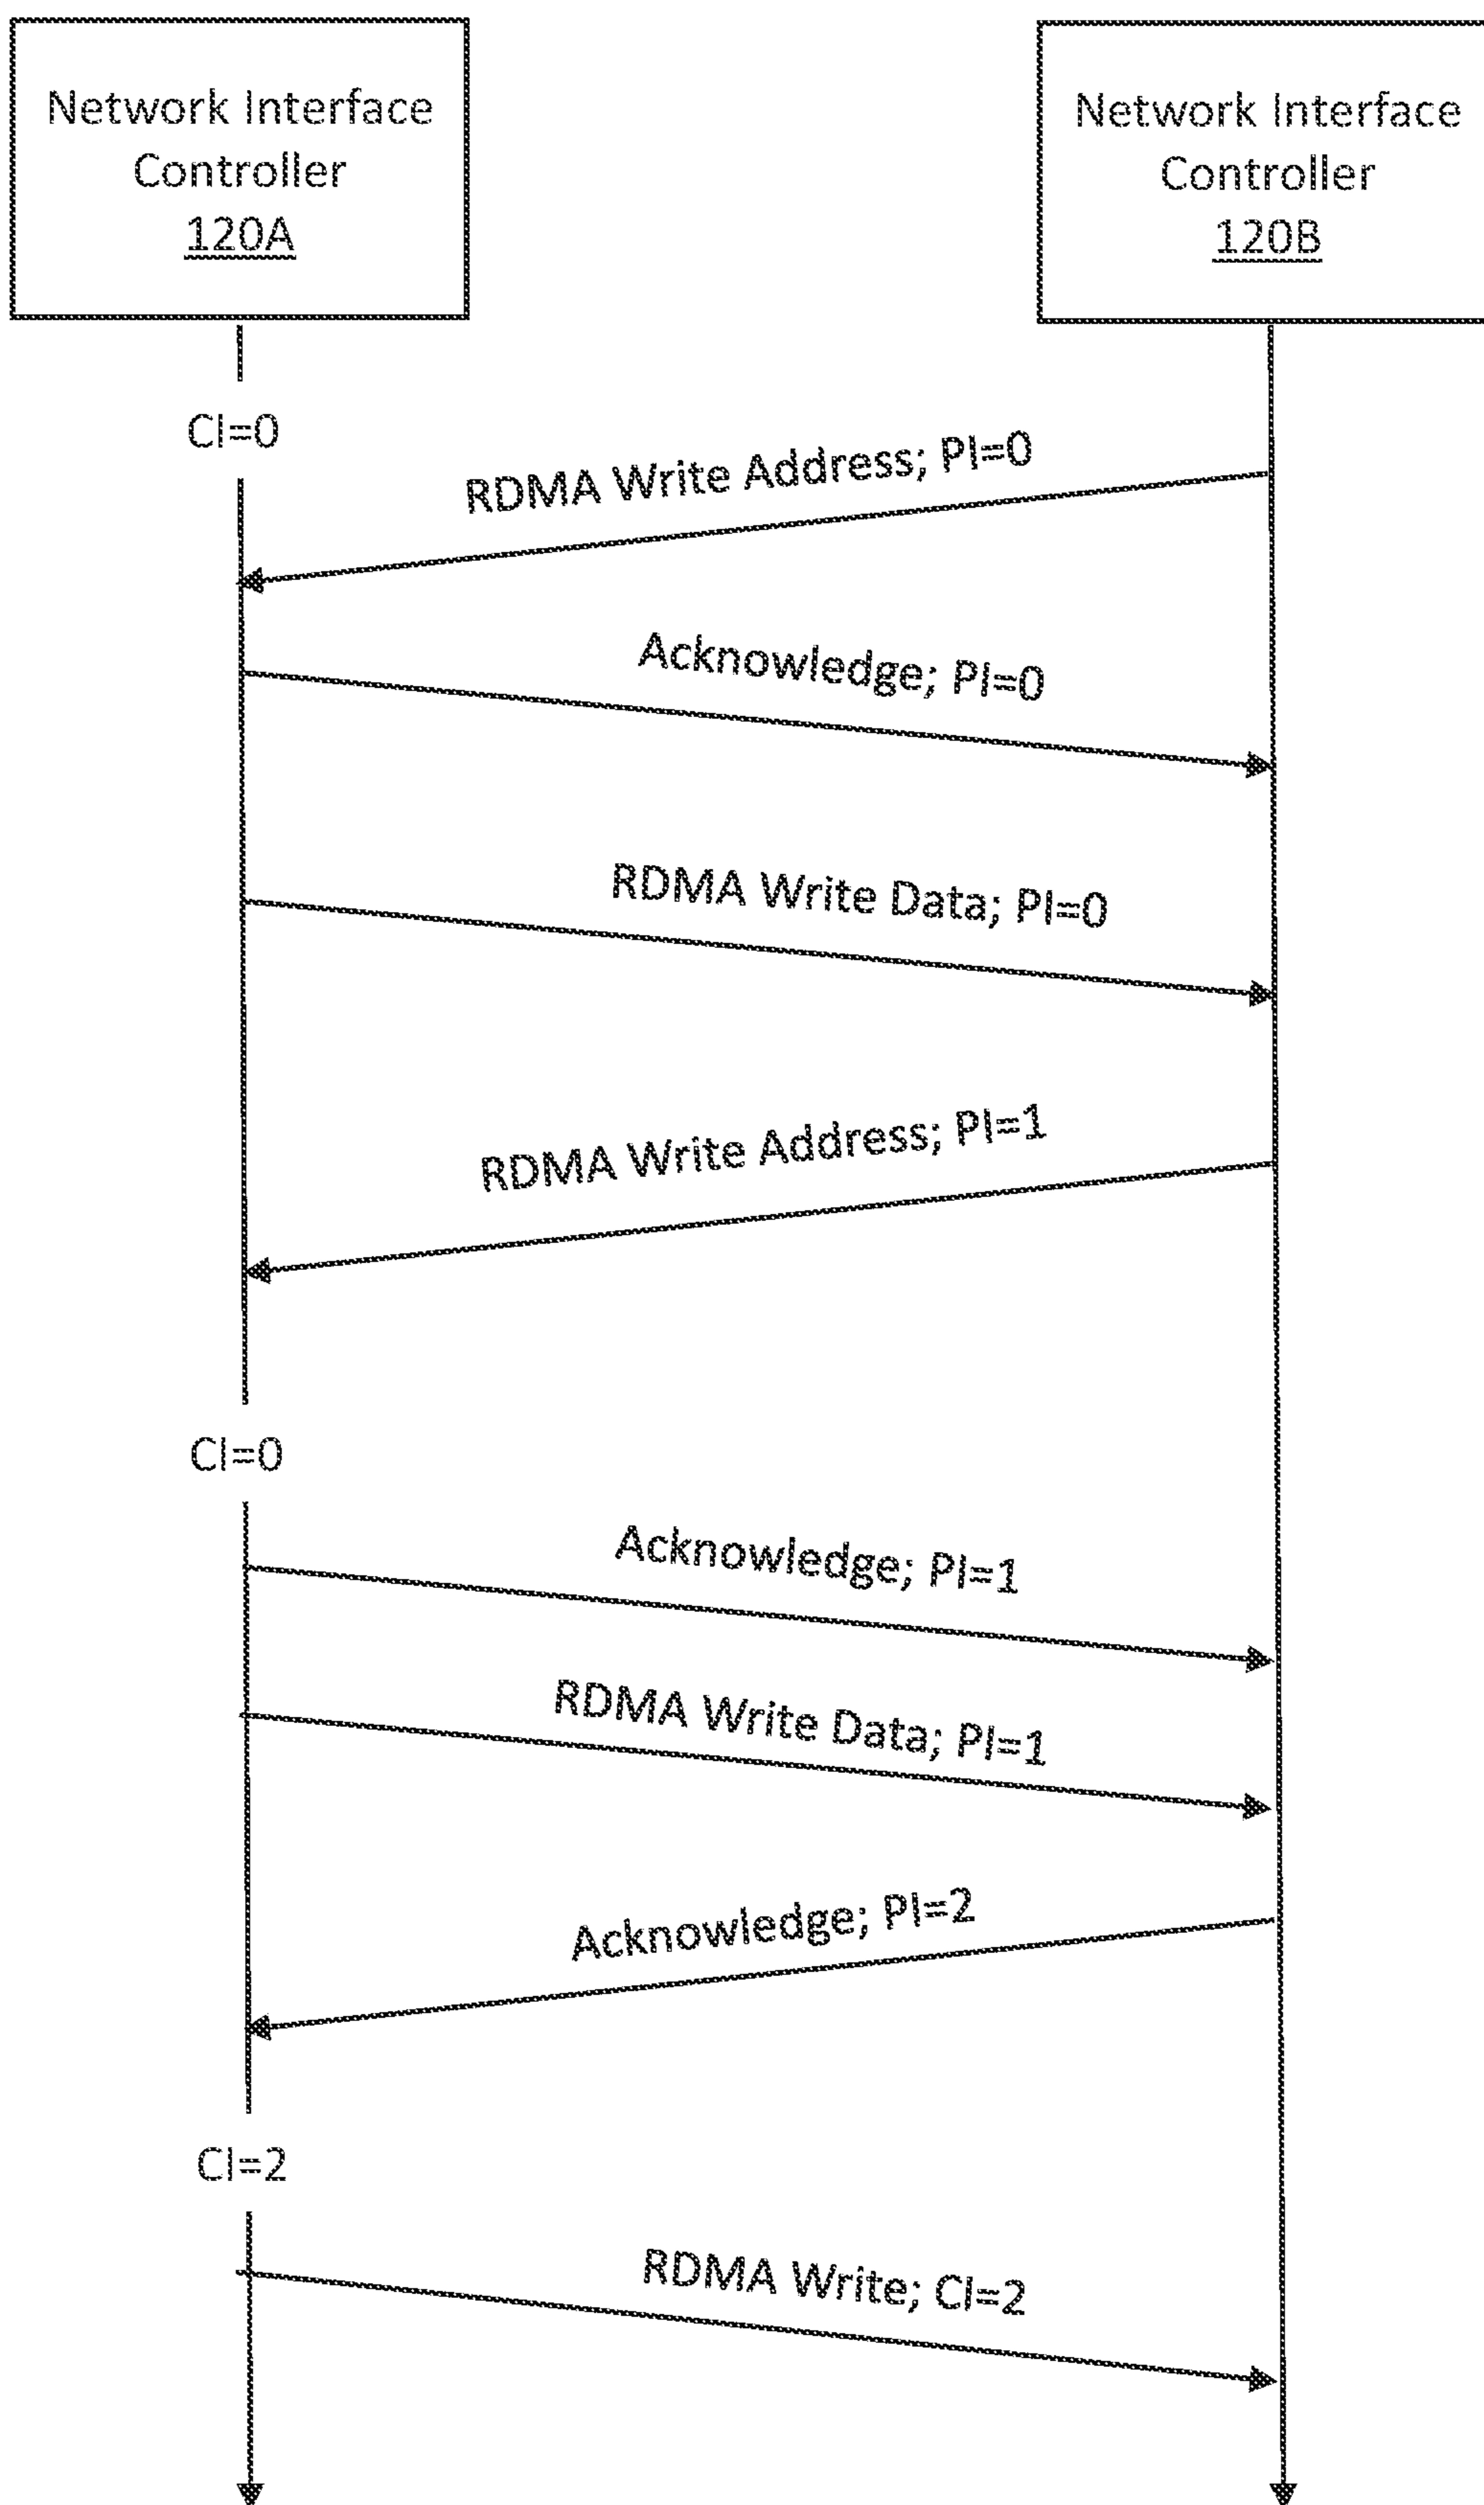 Network Interface
Controller
120A
Network Interface
Controller
120B
CI=0
RDMA Write Address; PI=0
Acknowledge; PI=0
RDMA Write Data; PI=0
RDMA Write Address; PI=1
CI=0
Acknowledge; PI=1
RDMA Write Data; PI=1
Acknowledge; PI=2
CI=2
RDMA Write; CI=2